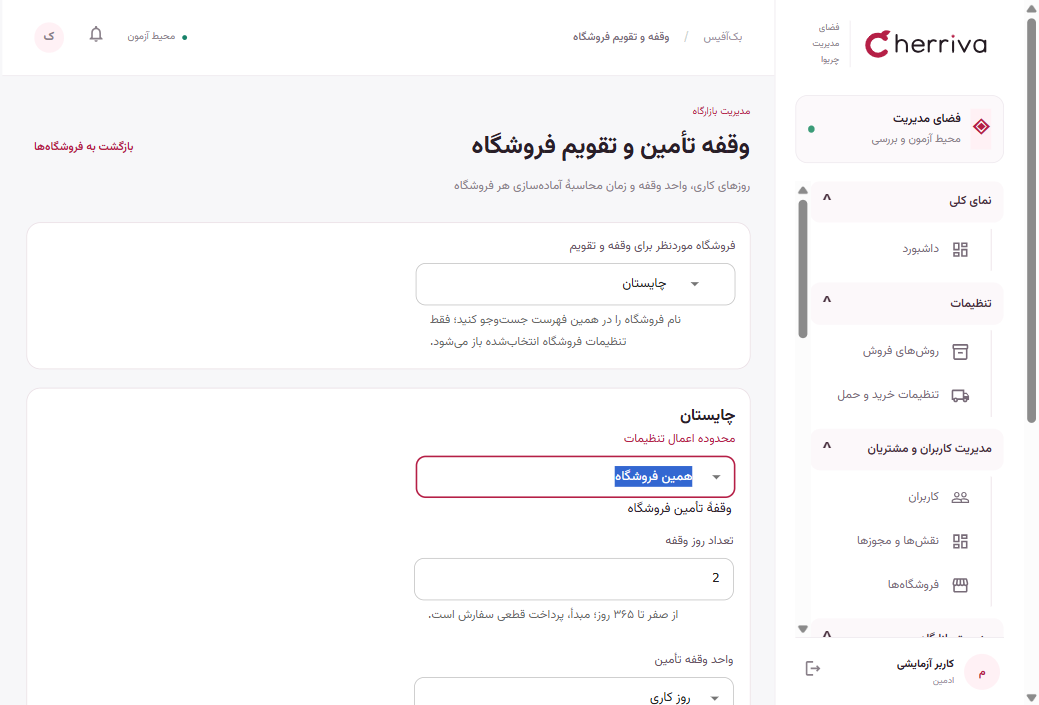 herriva
فضای
مدیریت
چریوا
فضای مدیریت
محیط آزمون و بررسی
نمای کلی
داشبورد
تنظیمات
روش‌های فروش
تنظیمات خرید و حمل
مدیریت کاربران و مشتریان
کاربران
نقش‌ها و مجوزها
فروشگاه‌ها
کاربر آزمایشی
ادمین
م
بک‌آفیس / وقفه و تقویم فروشگاه
محیط آزمون
ک
مدیریت بازارگاه
وقفه تأمین و تقویم فروشگاه
بازگشت به فروشگاه‌ها
روزهای کاری، واحد وقفه و زمان محاسبهٔ آماده‌سازی هر فروشگاه
فروشگاه موردنظر برای وقفه و تقویم
چایستان
نام فروشگاه را در همین فهرست جست‌وجو کنید؛ فقط
تنظیمات فروشگاه انتخاب‌شده باز می‌شود.
چایستان
محدوده اعمال تنظیمات
همین فروشگاه
وقفهٔ تأمین فروشگاه
تعداد روز وقفه
2
از صفر تا ۳۶۵ روز؛ مبدأ، پرداخت قطعی سفارش است.
واحد وقفه تأمین
روز کاری